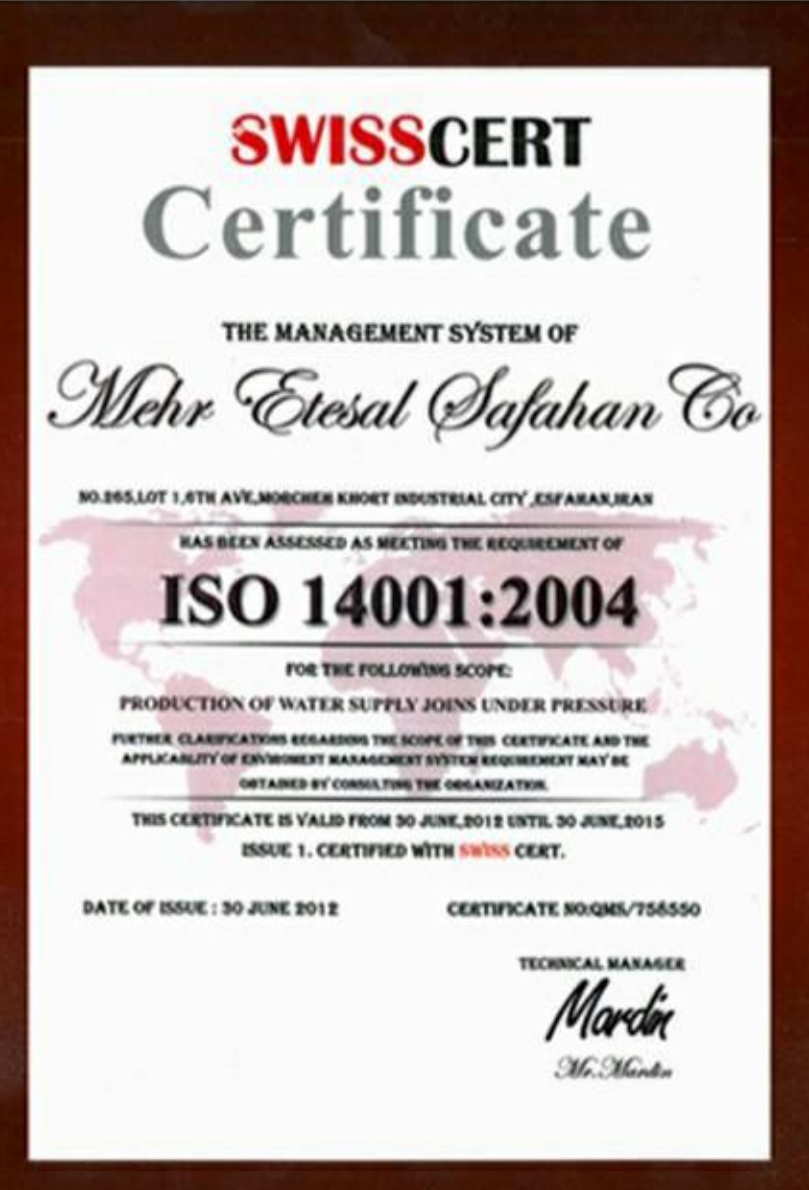 SWISSCERT
Certificate
THE MANAGEMENT SYSTEM OF
Mehr Etesal Safahan Co
NO.265,LOT 1,6TH AVE,MORCHEH KHORT INDUSTRIAL CITY ,ESFAHAN,IRAN
HAS BEEN ASSESSED AS MEETING THE REQUIREMENT OF
ISO 14001:2004
FOR THE FOLLOWING SCOPE:
PRODUCTION OF WATER SUPPLY JOINS UNDER PRESSURE
FURTHER CLARIFICATIONS REGARDING THE SCOPE OF THIS CERTIFICATE AND THE
APPLICABLITY OF ENVIROMENT MANAGEMENT SYSTEM REQUIREMENT MAY BE
OBTAINED BY CONSULTING THE ORGANIZATION.
THIS CERTIFICATE IS VALID FROM 30 JUNE,2012 UNTIL 30 JUNE,2015
ISSUE 1. CERTIFIED WITH SWISS CERT.
DATE OF ISSUE : 30 JUNE 2012
CERTIFICATE NO:QMS/758550
TECHNICAL MANAGER
Mardin
Mr.Mardin